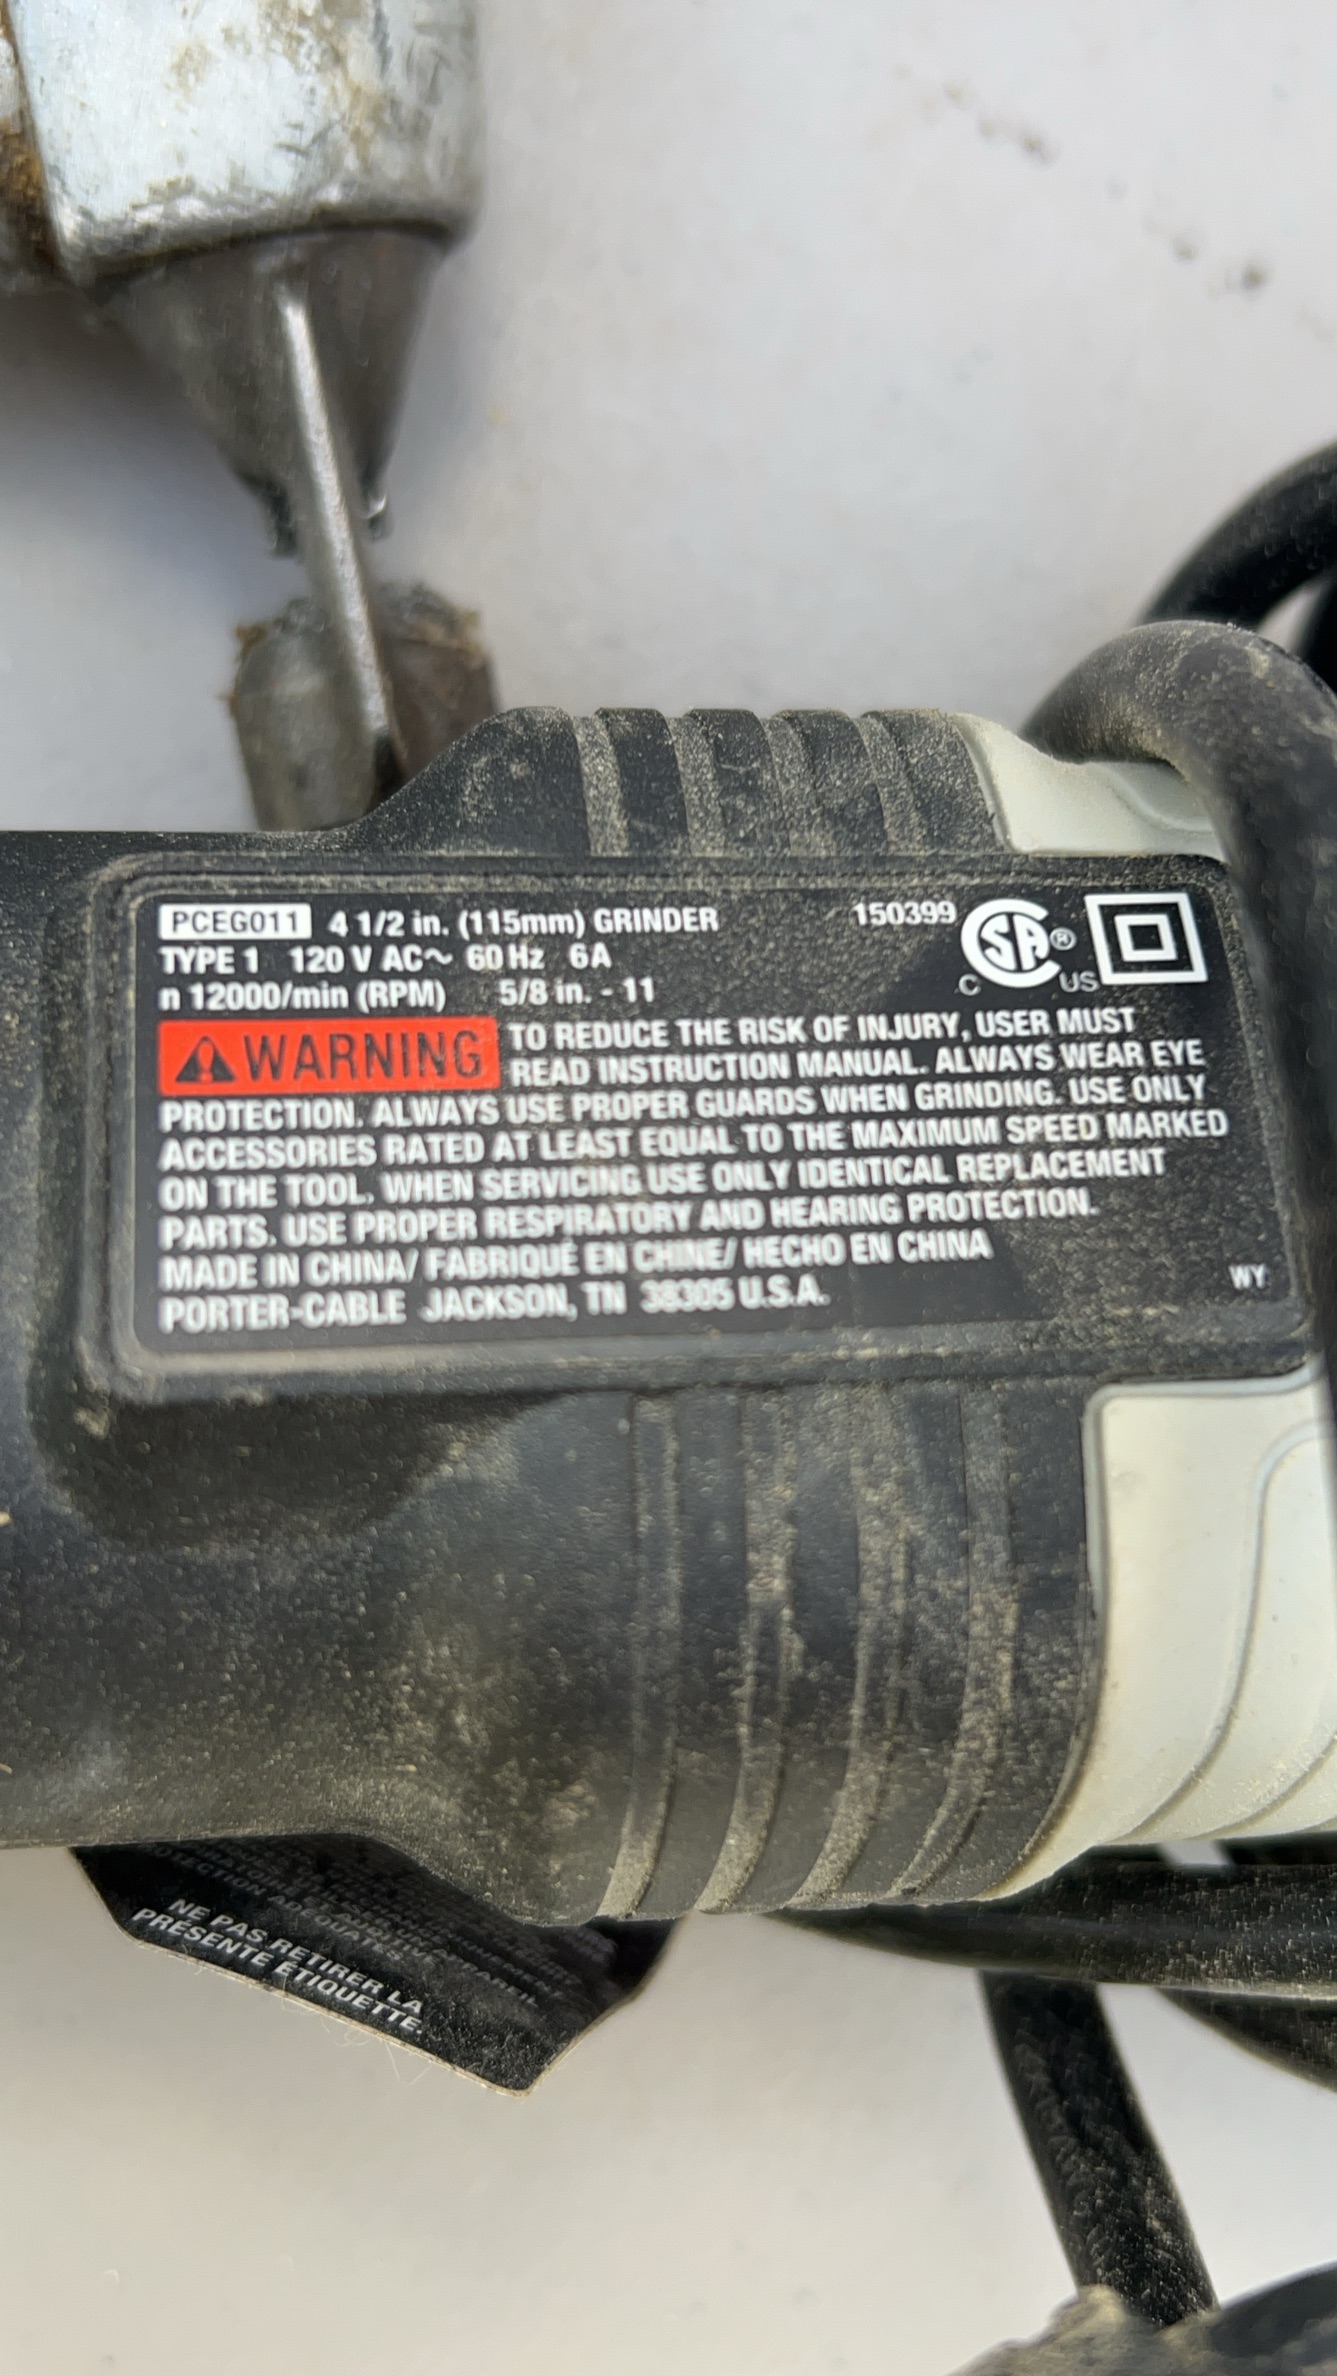 PCEG011 4 1/2 in. (115mm) GRINDER 150399
TYPE 1 120 V AC~ 60 Hz 6A
n 12000/min (RPM) 5/8 in. - 11
C SA ® US
WARNING TO REDUCE THE RISK OF INJURY, USER MUST
READ INSTRUCTION MANUAL. ALWAYS WEAR EYE
PROTECTION. ALWAYS USE PROPER GUARDS WHEN GRINDING. USE ONLY
ACCESSORIES RATED AT LEAST EQUAL TO THE MAXIMUM SPEED MARKED
ON THE TOOL. WHEN SERVICING USE ONLY IDENTICAL REPLACEMENT
PARTS. USE PROPER RESPIRATORY AND HEARING PROTECTION.
MADE IN CHINA/ FABRIQUÉ EN CHINE/ HECHO EN CHINA
PORTER-CABLE JACKSON, TN 38305 U.S.A.
WY
NE PAS RETIRER LA
PRÉSENTE ÉTIQUETTE.